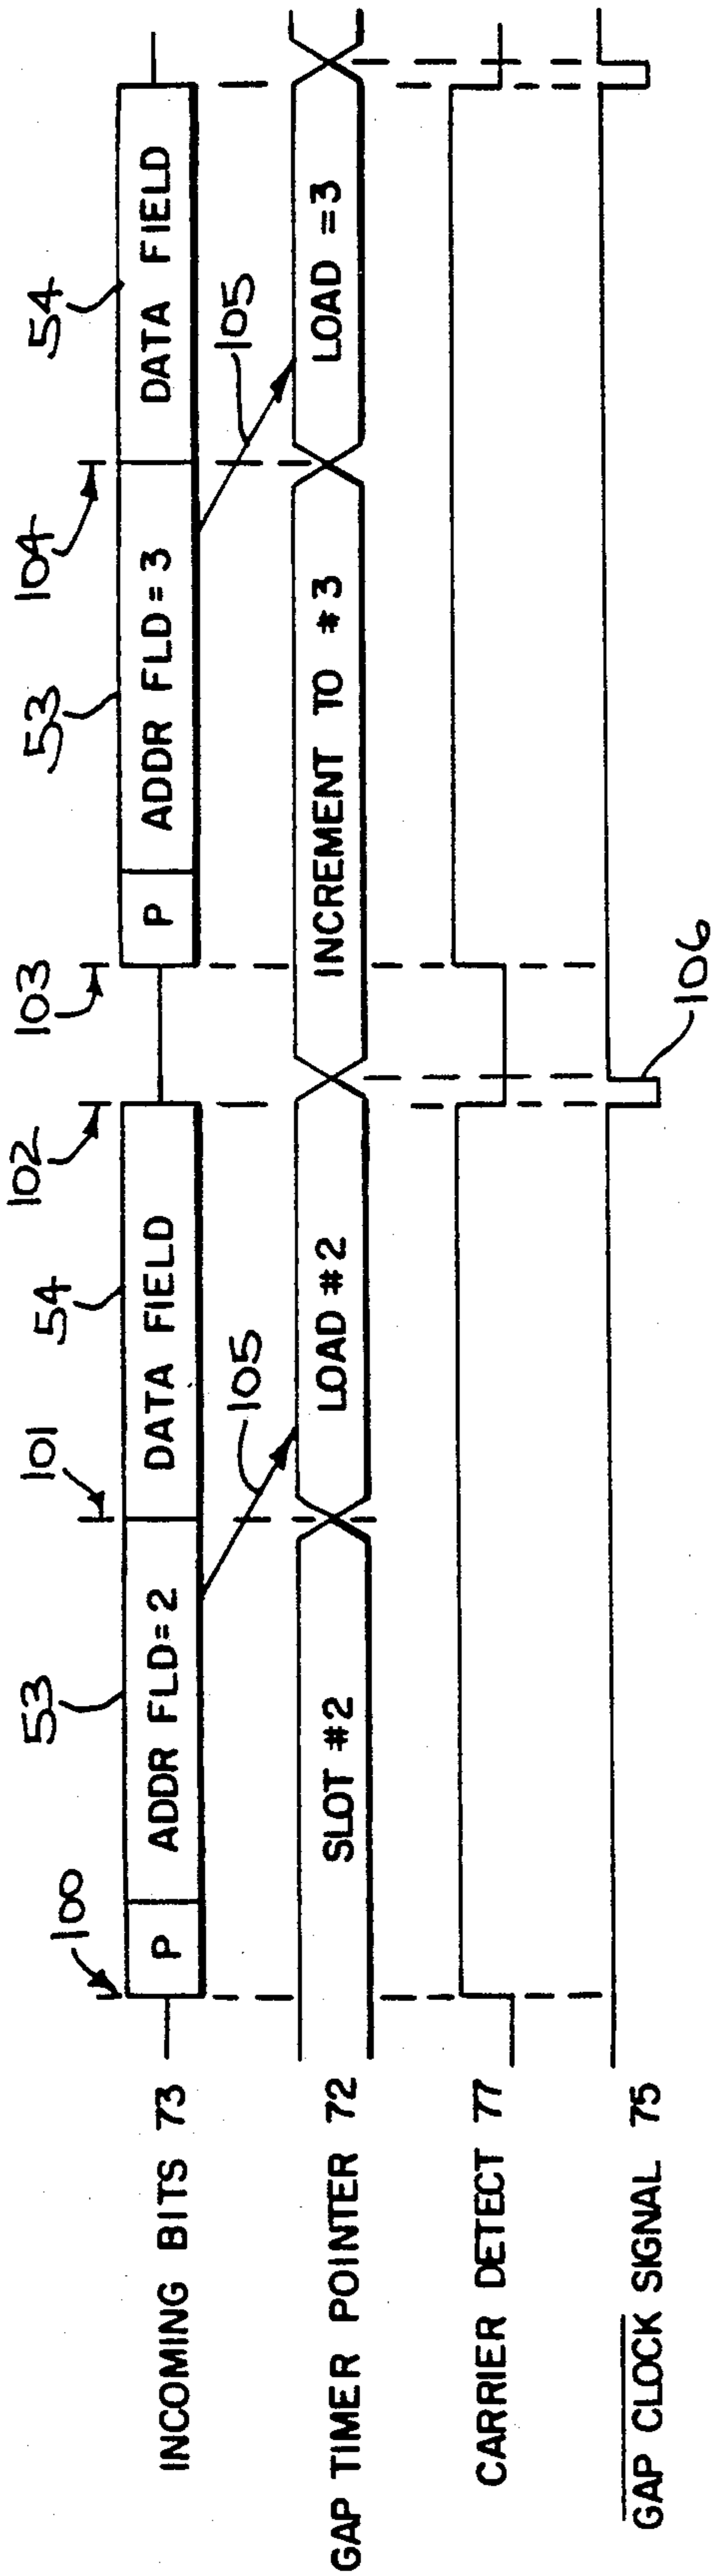 100
53
101
54
102
103
53
104
54
INCOMING BITS 73
P
ADDR FLD = 2
DATA FIELD
P
ADDR FLD = 3
DATA FIELD
105
105
GAP TIMER POINTER 72
SLOT #2
LOAD #2
INCREMENT TO #3
LOAD = 3
CARRIER DETECT 77
GAP CLOCK SIGNAL 75
106